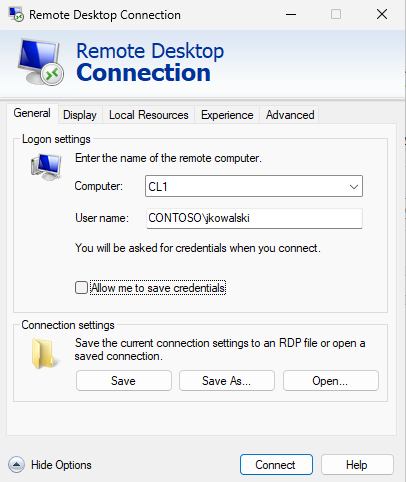 Remote Desktop Connection
Remote Desktop
Connection
General Display Local Resources Experience Advanced
Logon settings
Enter the name of the remote computer.
Computer: CL1
User name: CONTOSO\jkowalski
You will be asked for credentials when you connect.
Allow me to save credentials
Connection settings
Save the current connection settings to an RDP file or open a
saved connection.
Save Save As... Open...
Hide Options Connect Help